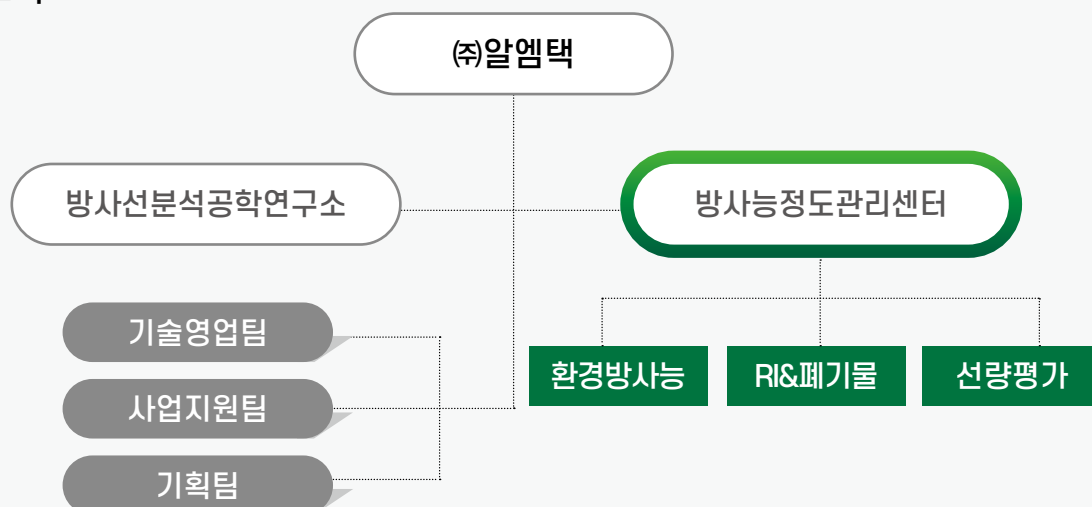 ㈜알엠택
방사선분석공학연구소
방사능정도관리센터
기술영업팀
사업지원팀
기획팀
환경방사능
RI&폐기물
선량평가